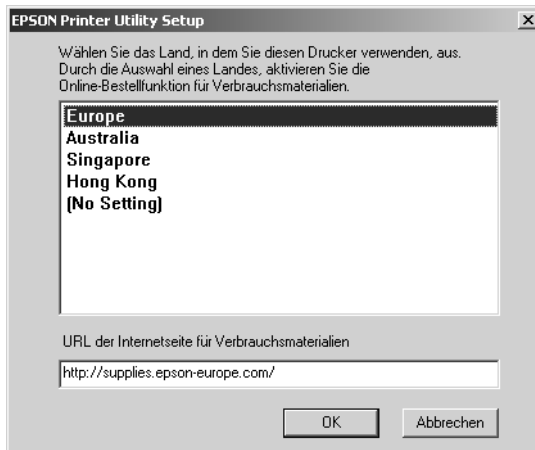 EPSON Printer Utility Setup
Wählen Sie das Land, in dem Sie diesen Drucker verwenden, aus.
Durch die Auswahl eines Landes, aktivieren Sie die
Online-Bestellfunktion für Verbrauchsmaterialien.
Europe
Australia
Singapore
Hong Kong
(No Setting)
URL der Internetseite für Verbrauchsmaterialien
http://supplies.epson-europe.com/
OK
Abbrechen